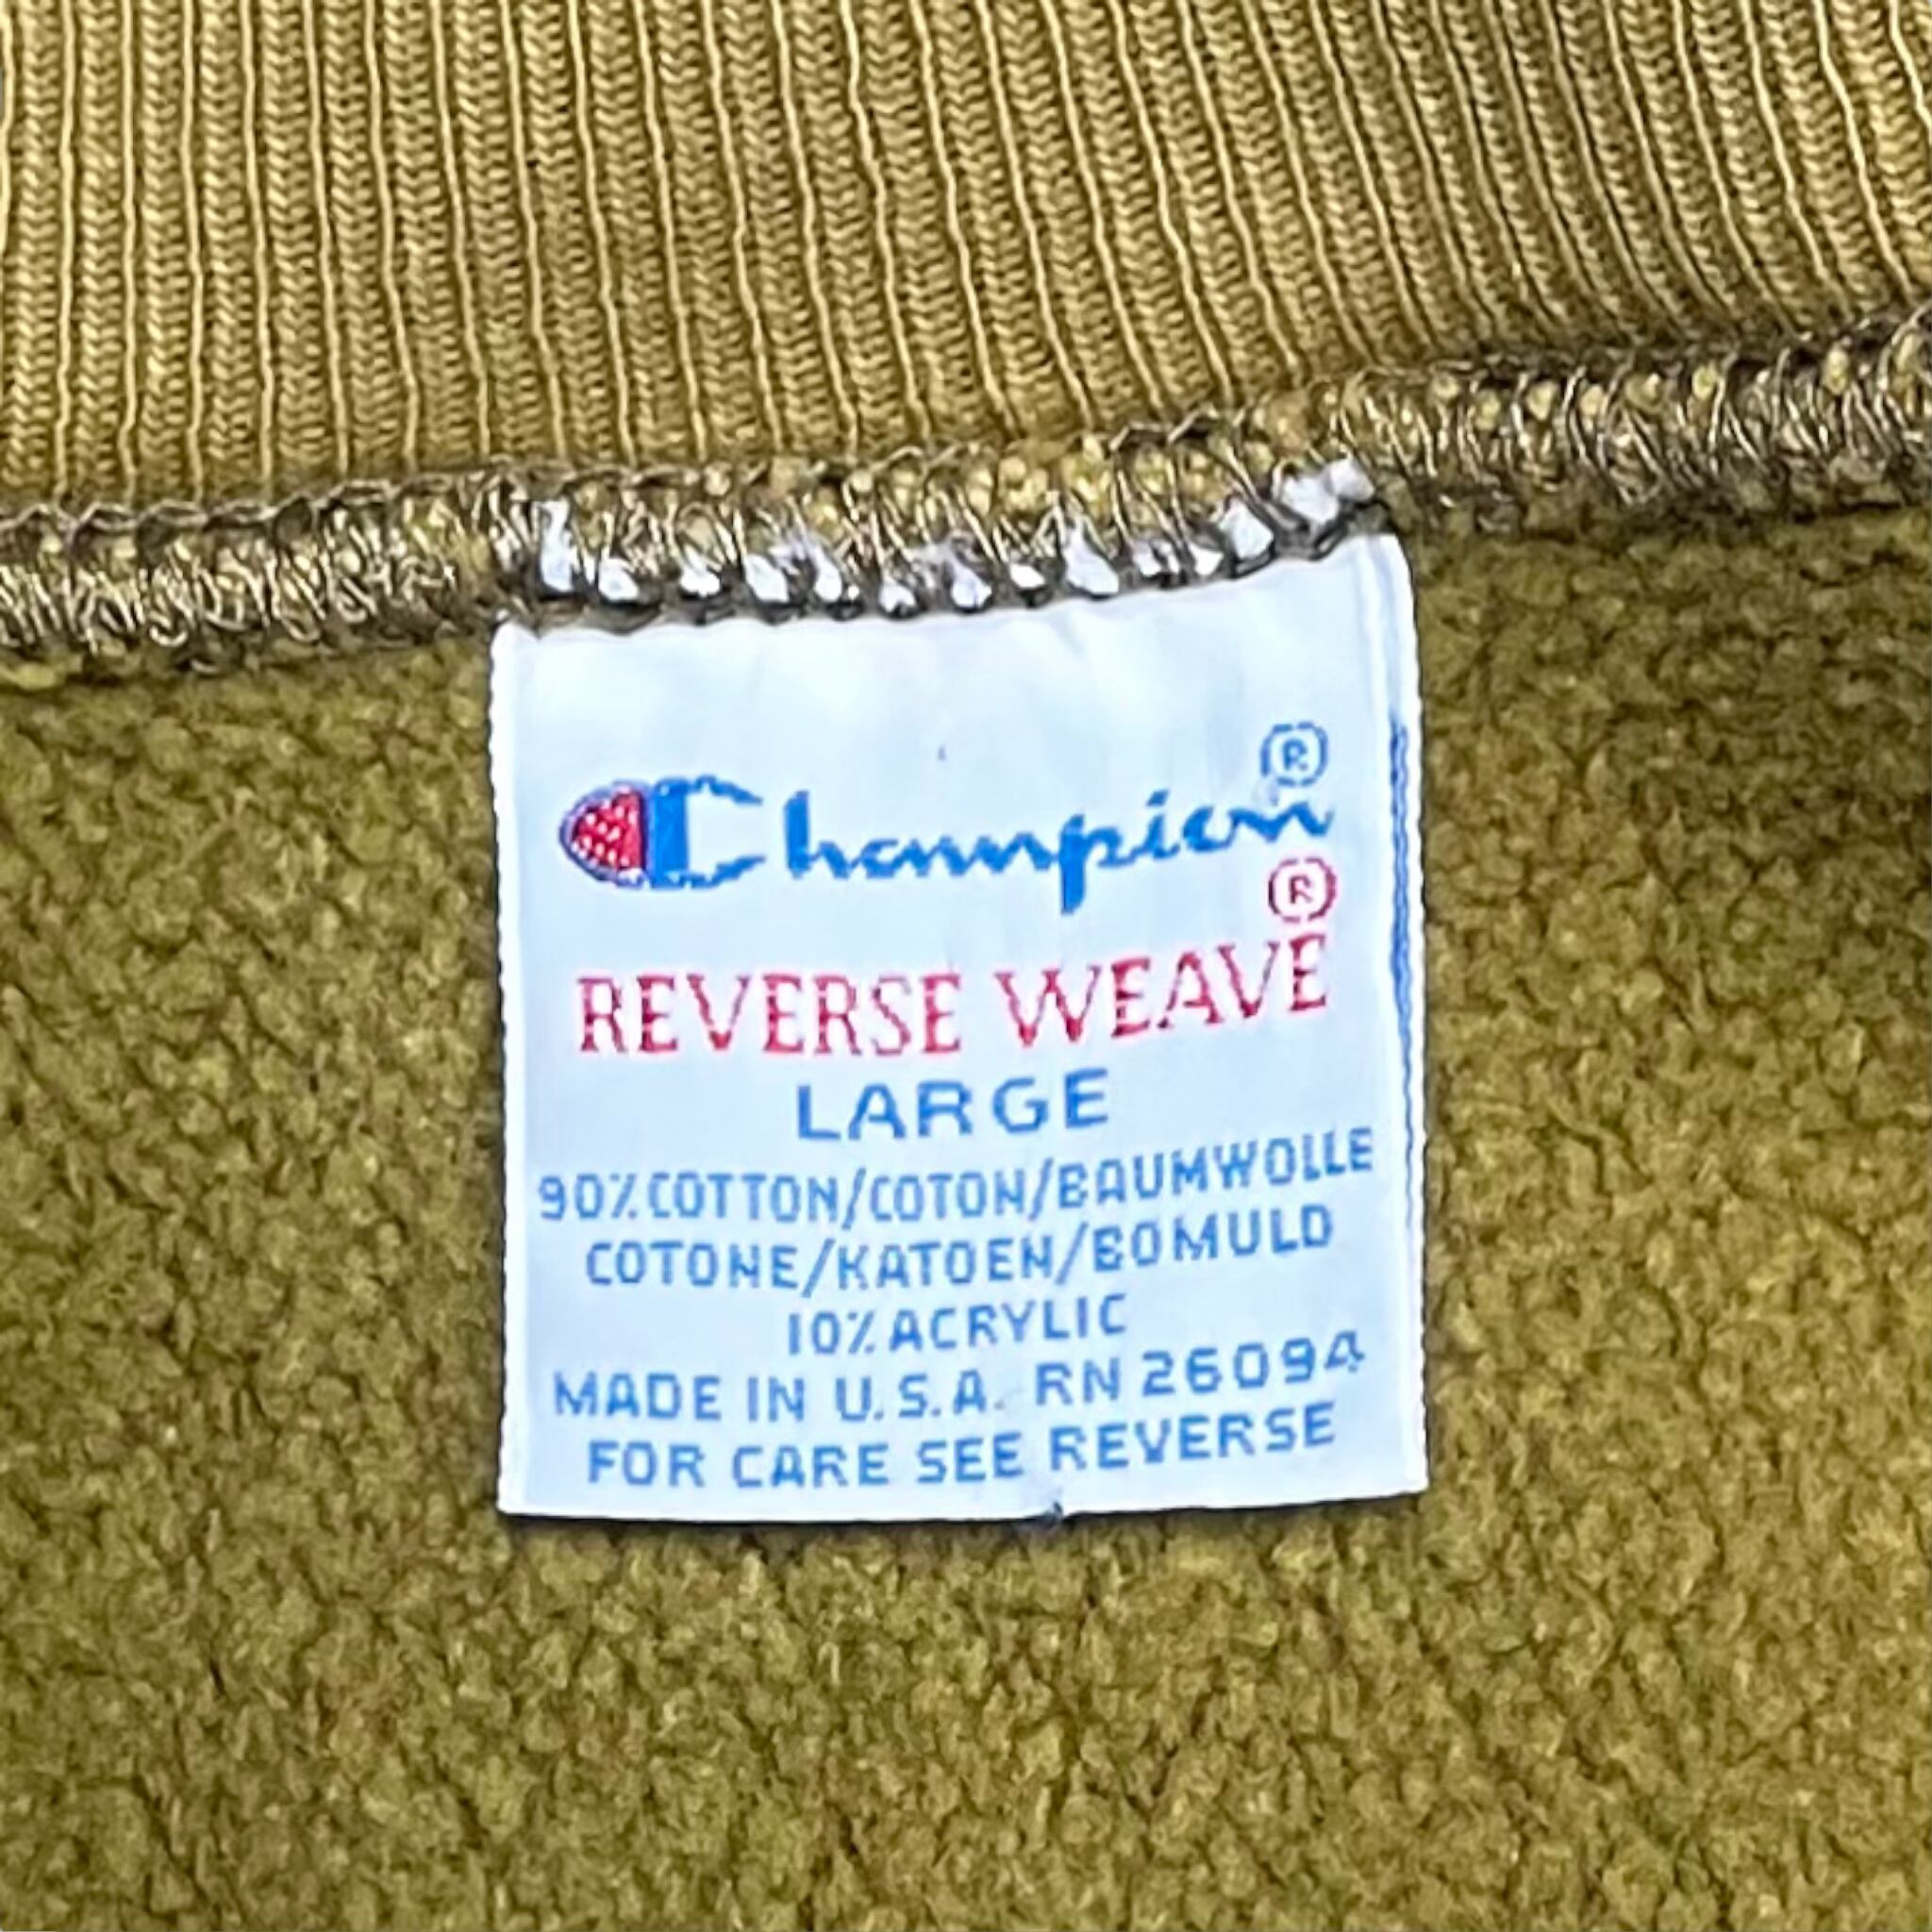 Champion®
REVERSE WEAVE®
LARGE
90%COTTON/COTON/BAUMWOLLE
COTONE/KATOEN/BOMULD
10%ACRYLIC
MADE IN U.S.A. RN 26094
FOR CARE SEE REVERSE